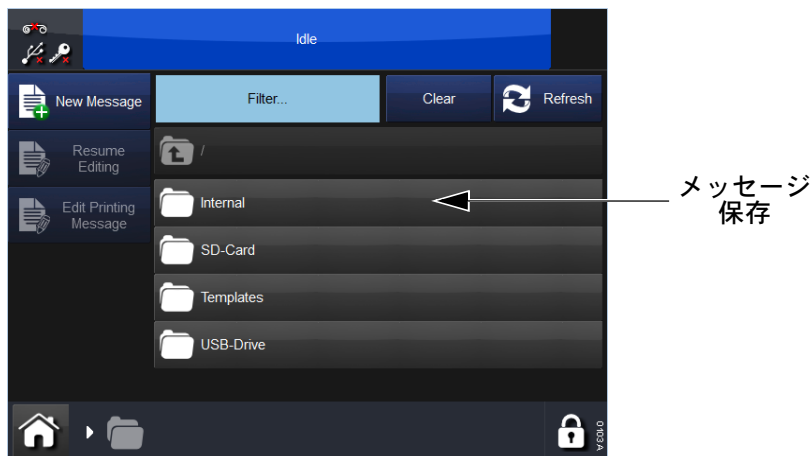 Idle
New Message
Filter...
Clear
Refresh
Resume
Editing
/
Edit Printing
Message
Internal
メッセージ
保存
SD-Card
Templates
USB-Drive
0103 A